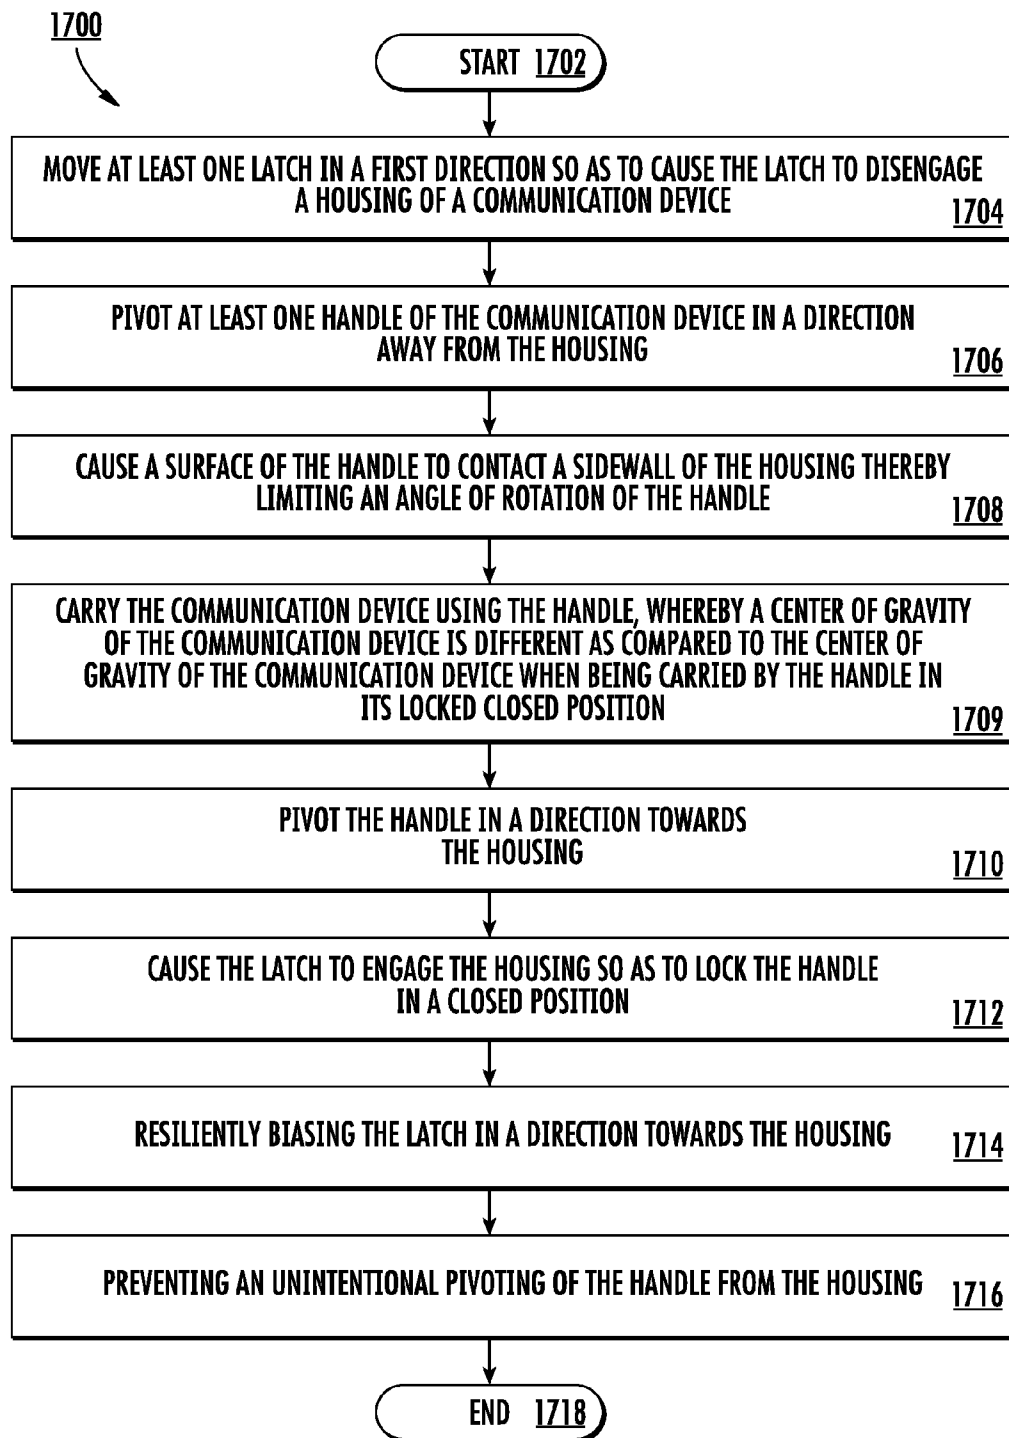 1700
START 1702
MOVE AT LEAST ONE LATCH IN A FIRST DIRECTION SO AS TO CAUSE THE LATCH TO DISENGAGE
A HOUSING OF A COMMUNICATION DEVICE
1704
PIVOT AT LEAST ONE HANDLE OF THE COMMUNICATION DEVICE IN A DIRECTION
AWAY FROM THE HOUSING
1706
CAUSE A SURFACE OF THE HANDLE TO CONTACT A SIDEWALL OF THE HOUSING THEREBY
LIMITING AN ANGLE OF ROTATION OF THE HANDLE
1708
CARRY THE COMMUNICATION DEVICE USING THE HANDLE, WHEREBY A CENTER OF GRAVITY
OF THE COMMUNICATION DEVICE IS DIFFERENT AS COMPARED TO THE CENTER OF
GRAVITY OF THE COMMUNICATION DEVICE WHEN BEING CARRIED BY THE HANDLE IN
ITS LOCKED CLOSED POSITION
1709
PIVOT THE HANDLE IN A DIRECTION TOWARDS
THE HOUSING
1710
CAUSE THE LATCH TO ENGAGE THE HOUSING SO AS TO LOCK THE HANDLE
IN A CLOSED POSITION
1712
RESILIENTLY BIASING THE LATCH IN A DIRECTION TOWARDS THE HOUSING
1714
PREVENTING AN UNINTENTIONAL PIVOTING OF THE HANDLE FROM THE HOUSING
1716
END 1718